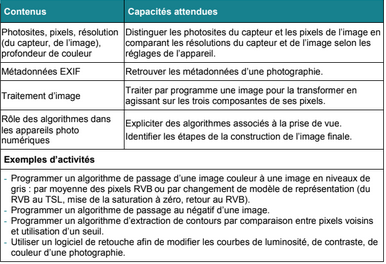 Contenus
Capacités attendues
Photosites, pixels, résolution
(du capteur, de l'image),
profondeur de couleur
Distinguer les photosites du capteur et les pixels de l'image en
comparant les résolutions du capteur et de l'image selon les
réglages de l'appareil.
Métadonnées EXIF
Retrouver les métadonnées d'une photographie.
Traitement d'image
Traiter par programme une image pour la transformer en
agissant sur les trois composantes de ses pixels.
Rôle des algorithmes dans
les appareils photo
numériques
Expliciter des algorithmes associés à la prise de vue.
Identifier les étapes de la construction de l'image finale.
Exemples d'activités
- Programmer un algorithme de passage d'une image couleur à une image en niveaux de
gris : par moyenne des pixels RVB ou par changement de modèle de représentation (du
RVB au TSL, mise de la saturation à zéro, retour au RVB).
- Programmer un algorithme de passage au négatif d'une image.
- Programmer un algorithme d'extraction de contours par comparaison entre pixels voisins
et utilisation d'un seuil.
- Utiliser un logiciel de retouche afin de modifier les courbes de luminosité, de contraste, de
couleur d'une photographie.